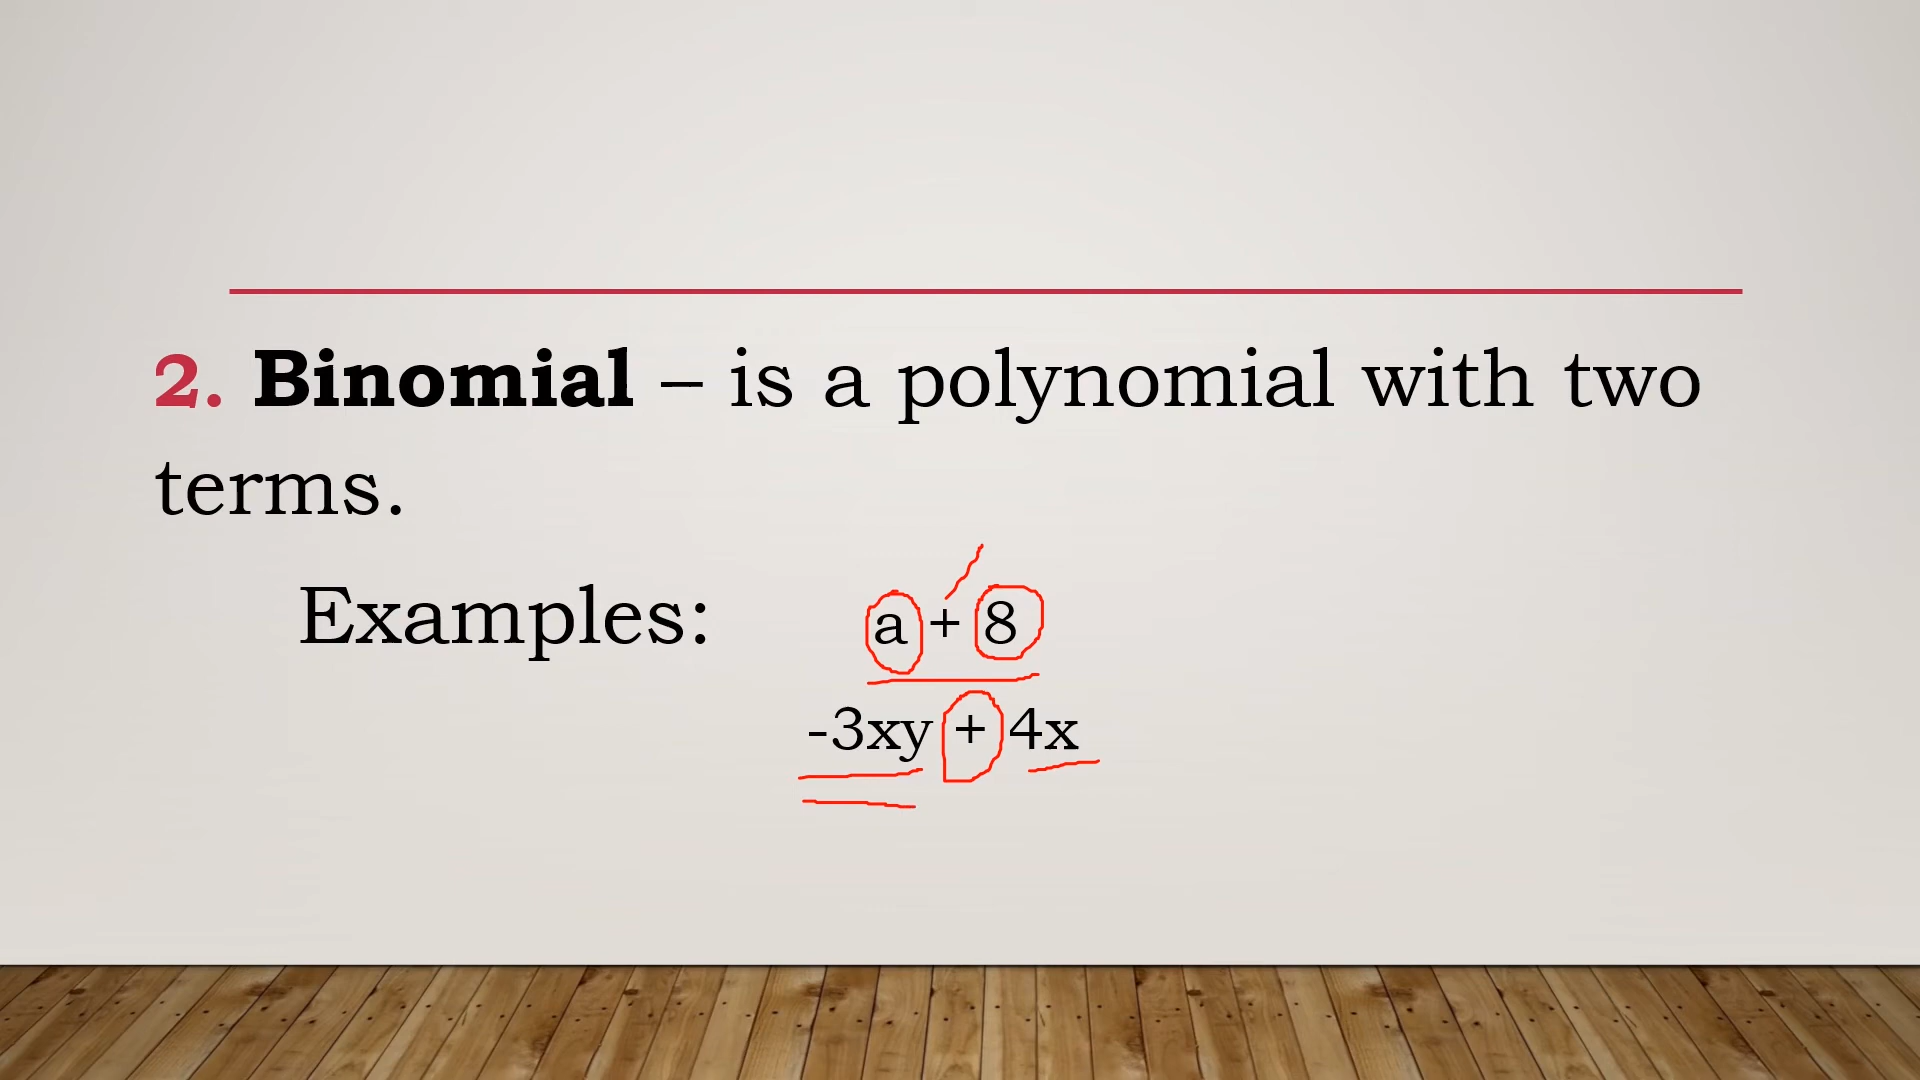 2. Binomial – is a polynomial with two
terms.
Examples: a + 8
-3xy + 4x